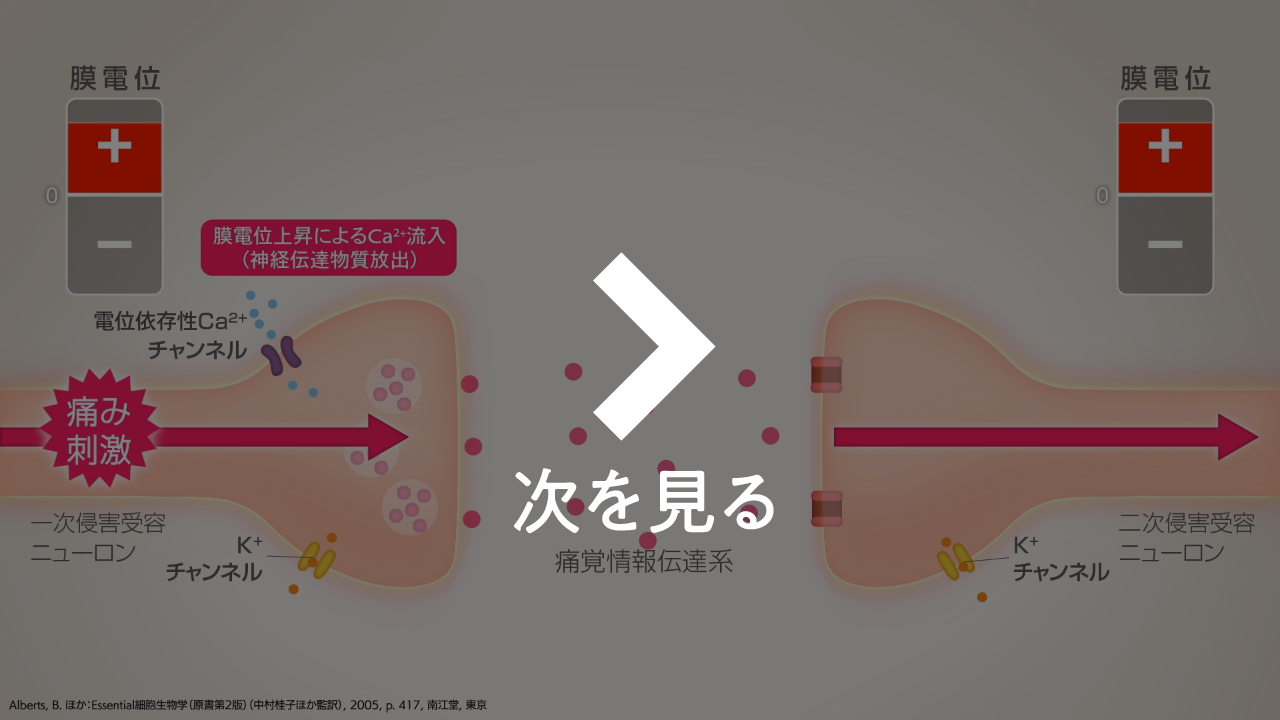 膜電位
膜電位
+
+
0
0
−
−
膜電位上昇によるCa²⁺流入
（神経伝達物質放出）
電位依存性Ca²⁺
チャンネル
痛み
刺激
次を見る
一次侵害受容
ニューロン
K⁺
チャンネル
痛覚情報伝達系
K⁺
チャンネル
二次侵害受容
ニューロン
Alberts, B. ほか：Essential細胞生物学（原書第2版）（中村桂子ほか監訳）, 2005, p. 417, 南江堂, 東京